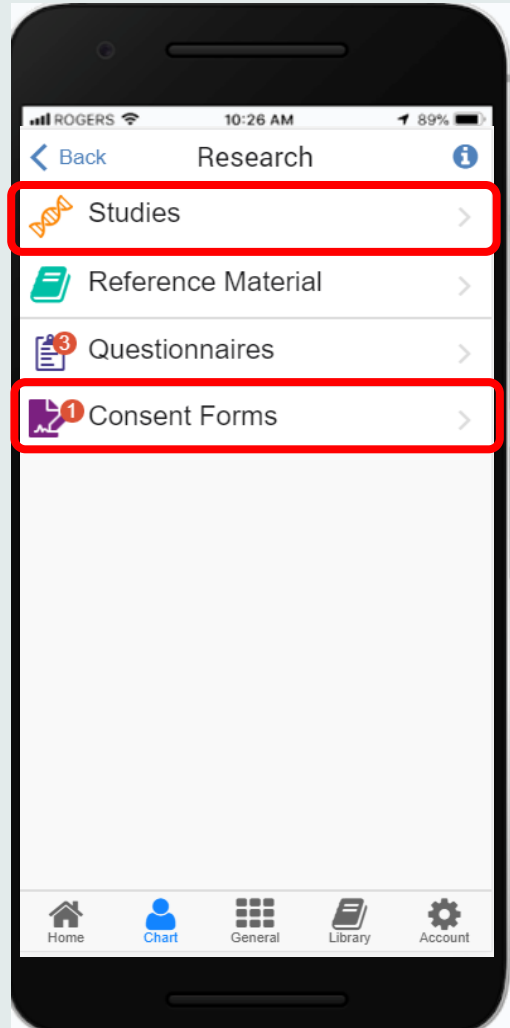 ROGERS 10:26 AM 89%
Back Research
Studies
Reference Material
3 Questionnaires
1 Consent Forms
Home Chart General Library Account